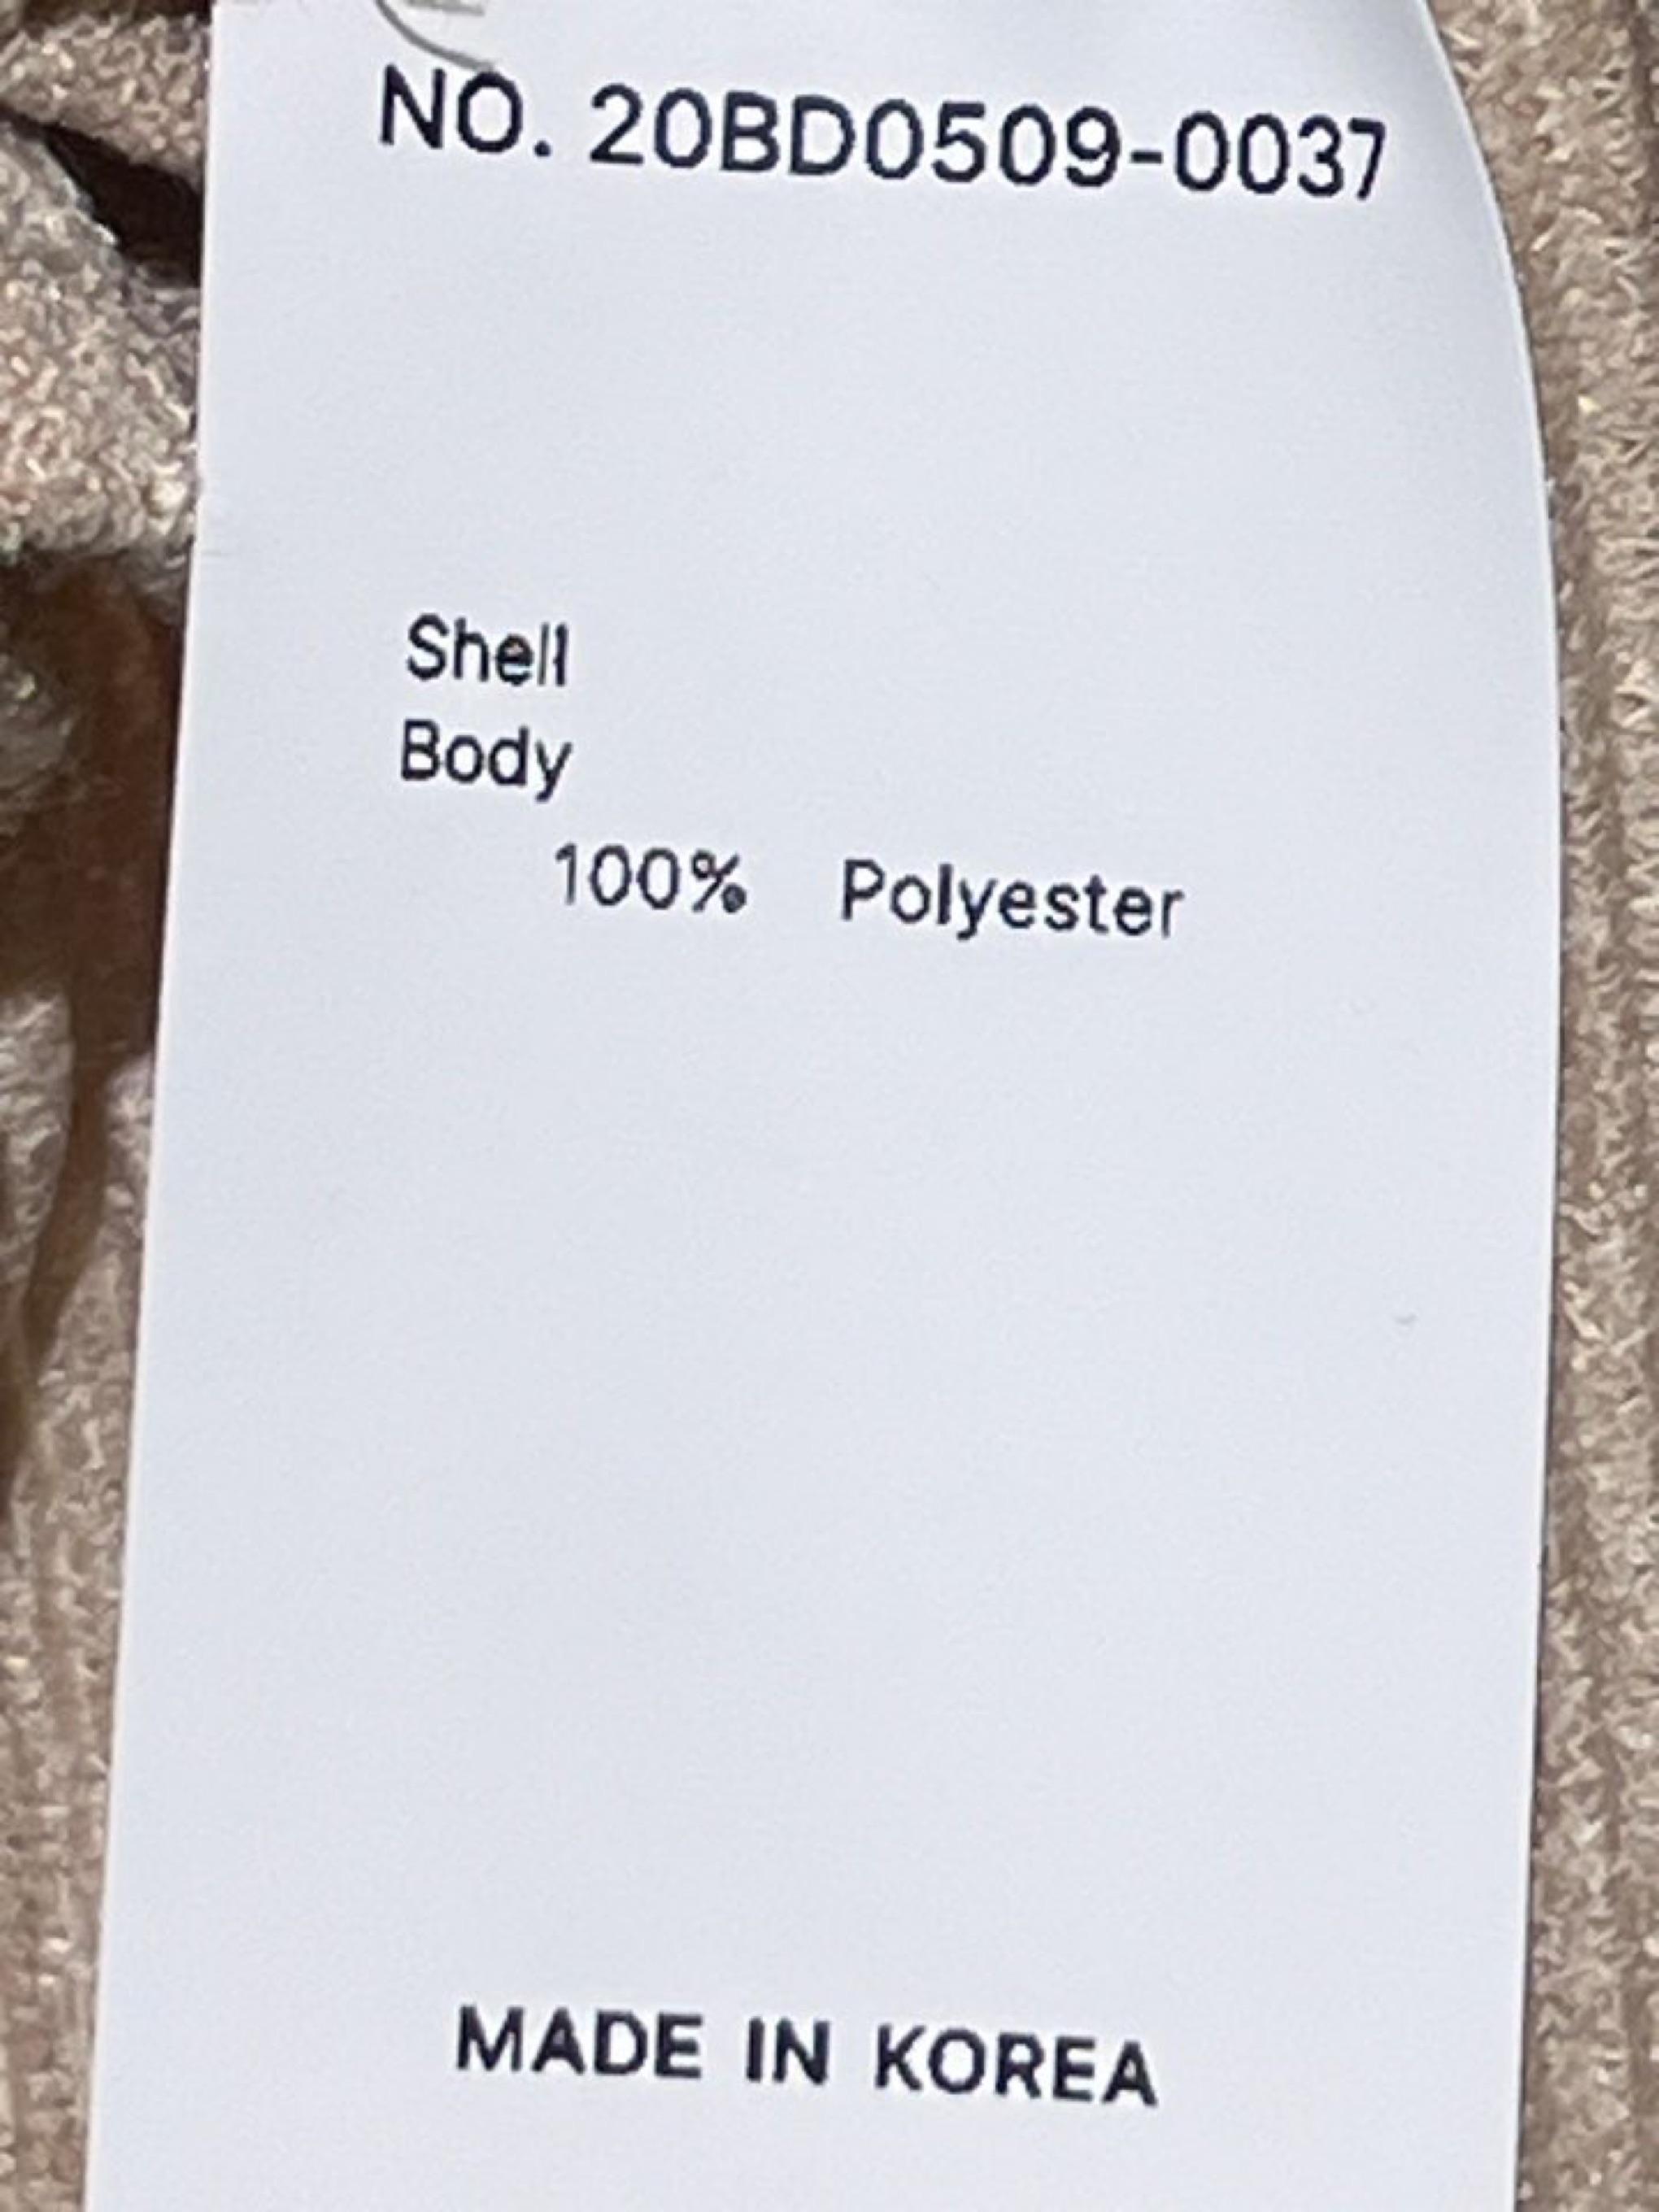 NO. 20BD0509-0037
Shell
Body
100% Polyester
MADE IN KOREA